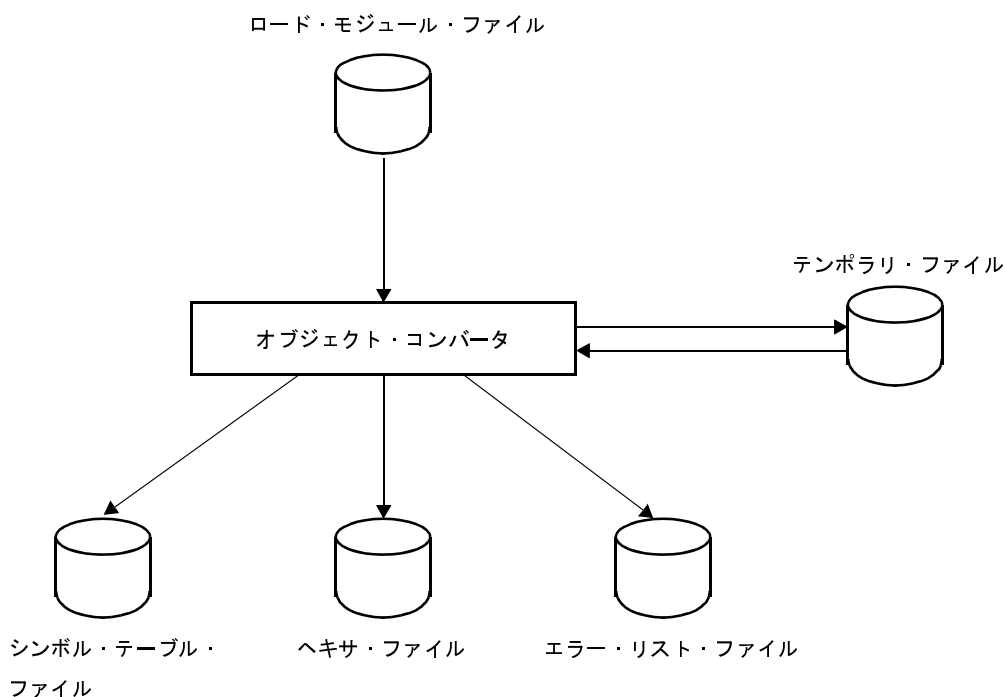 ロード・モジュール・ファイル
テンポラリ・ファイル
オブジェクト・コンバータ
シンボル・テーブル・
ファイル
ヘキサ・ファイル
エラー・リスト・ファイル